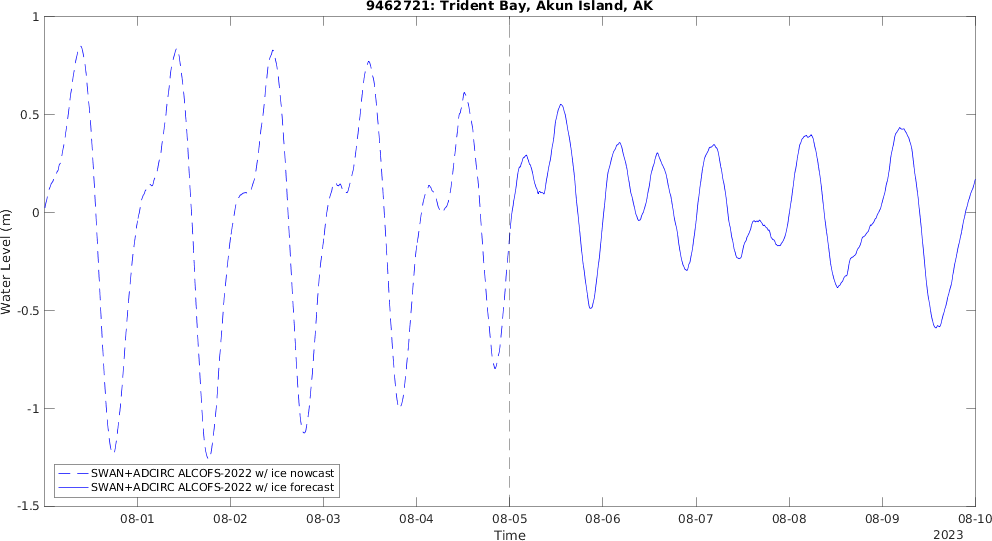 9462721: Trident Bay, Akun Island, AK
1
0.5
0
-0.5
-1
-1.5
Water Level (m)
SWAN+ADCIRC ALCOFS-2022 w/ ice nowcast
SWAN+ADCIRC ALCOFS-2022 w/ ice forecast
08-01 08-02 08-03 08-04 08-05 08-06 08-07 08-08 08-09 08-10
Time
2023